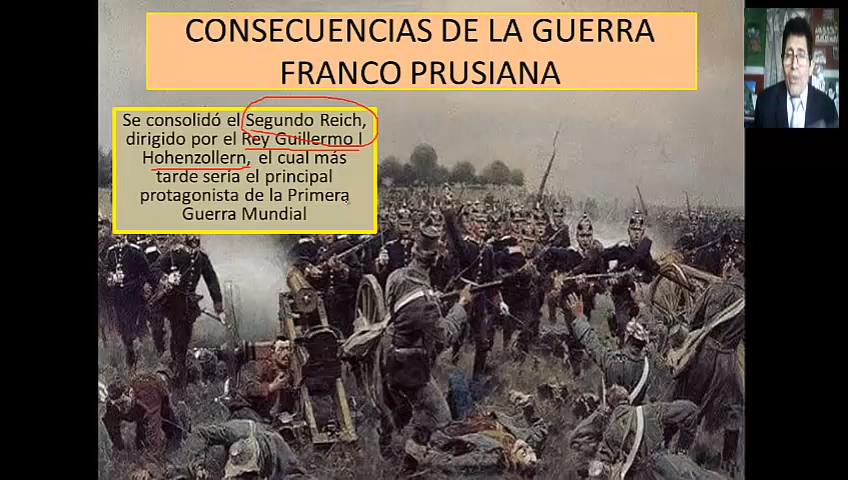 CONSECUENCIAS DE LA GUERRA
FRANCO PRUSIANA
Se consolidó el Segundo Reich,
dirigido por el Rey Guillermo I
Hohenzollern, el cual más
tarde sería el principal
protagonista de la Primera
Guerra Mundial